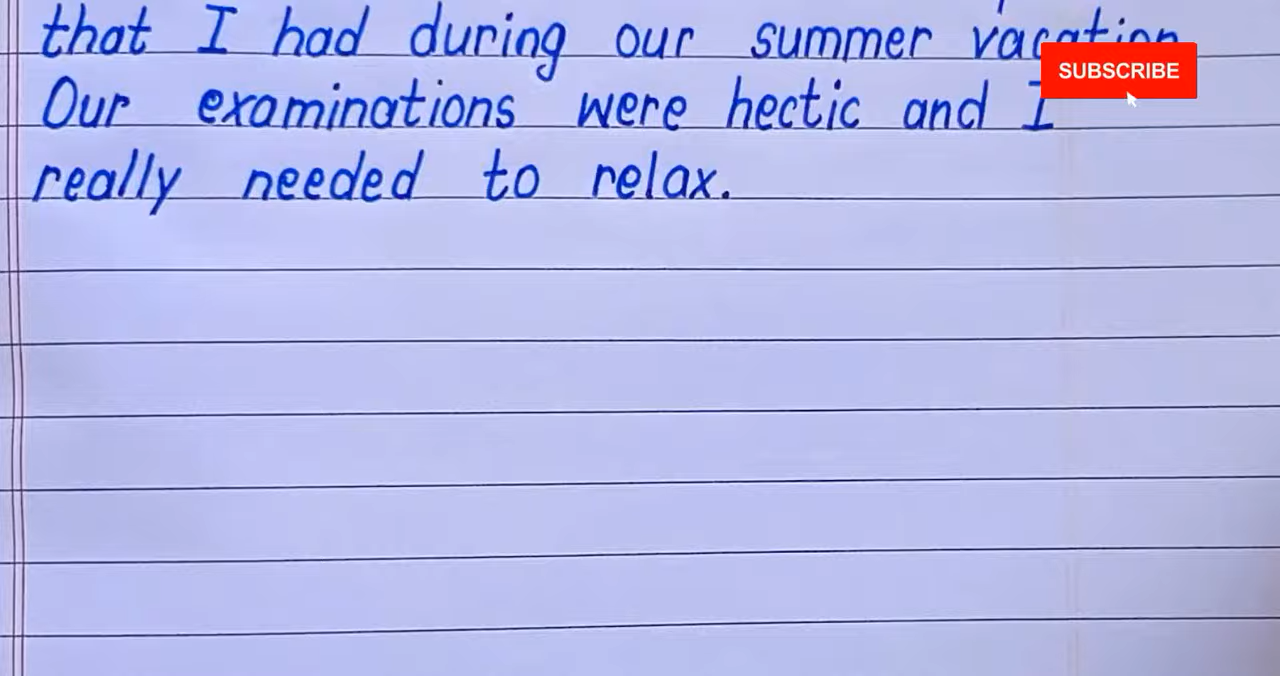 that I had during our summer vacation
SUBSCRIBE
Our examinations were hectic and I
really needed to relax.